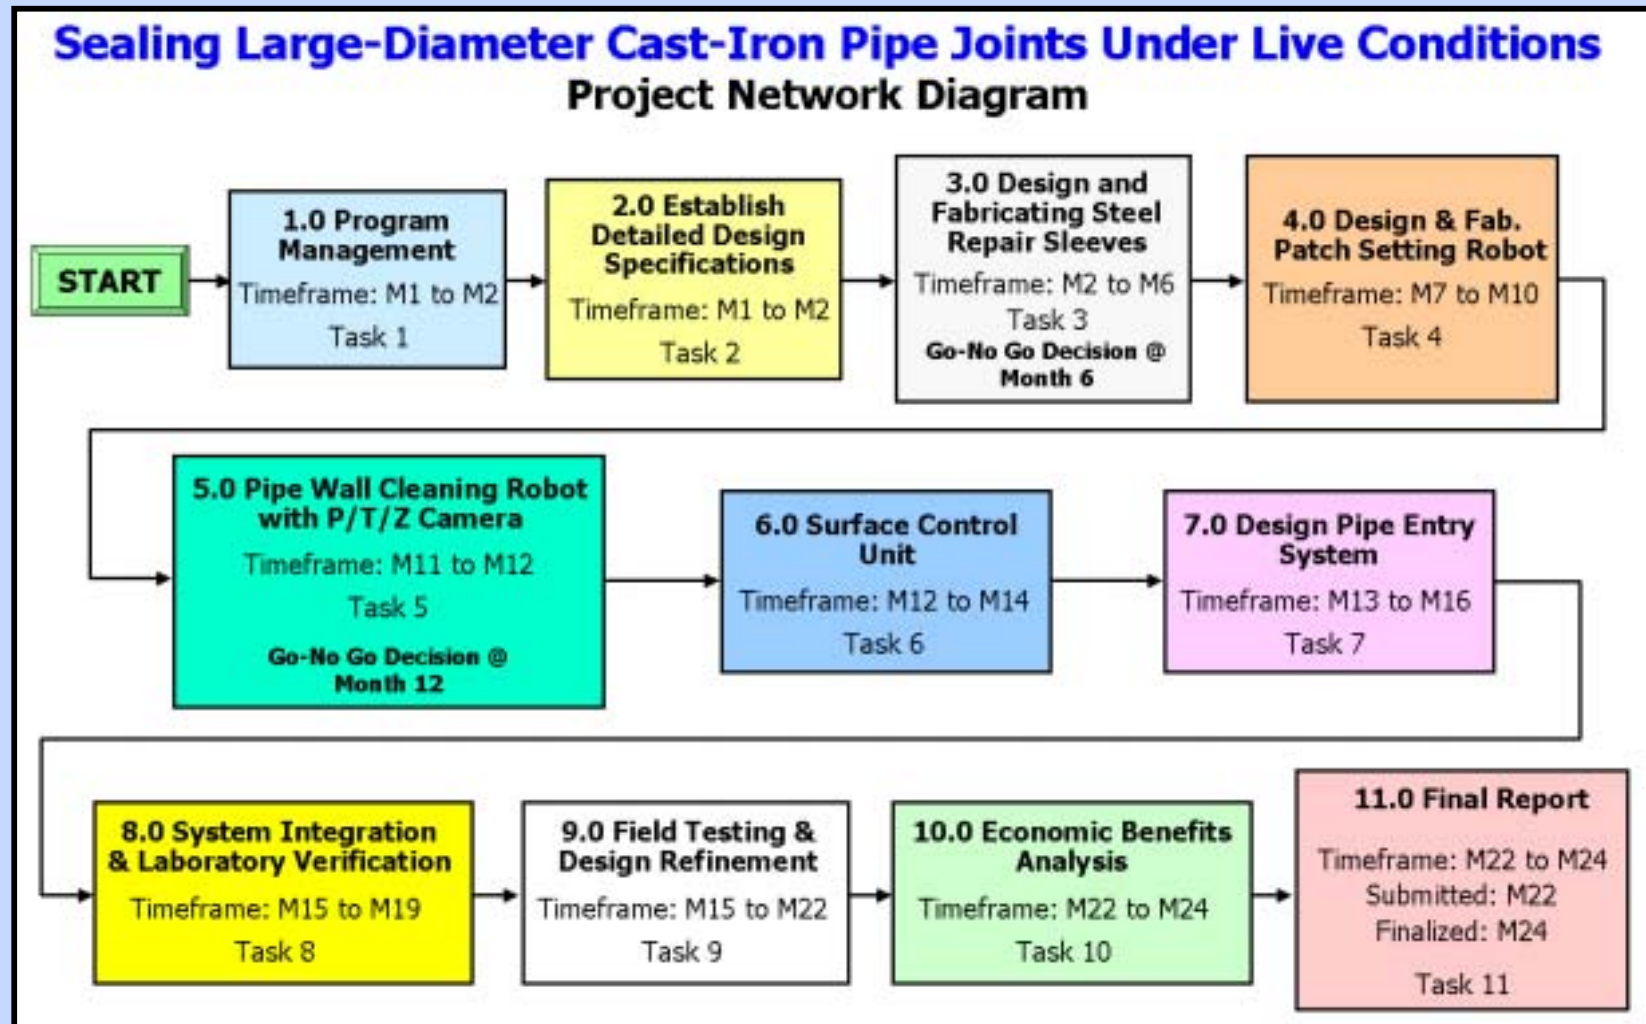 Sealing Large-Diameter Cast-Iron Pipe Joints Under Live Conditions
Project Network Diagram
START
1.0 Program
Management
Timeframe: M1 to M2
Task 1
2.0 Establish
Detailed Design
Specifications
Timeframe: M1 to M2
Task 2
3.0 Design and
Fabricating Steel
Repair Sleeves
Timeframe: M2 to M6
Task 3
Go-No Go Decision @
Month 6
4.0 Design & Fab.
Patch Setting Robot
Timeframe: M7 to M10
Task 4
5.0 Pipe Wall Cleaning Robot
with P/T/Z Camera
Timeframe: M11 to M12
Task 5
Go-No Go Decision @
Month 12
6.0 Surface Control
Unit
Timeframe: M12 to M14
Task 6
7.0 Design Pipe Entry
System
Timeframe: M13 to M16
Task 7
8.0 System Integration
& Laboratory Verification
Timeframe: M15 to M19
Task 8
9.0 Field Testing &
Design Refinement
Timeframe: M15 to M22
Task 9
10.0 Economic Benefits
Analysis
Timeframe: M22 to M24
Task 10
11.0 Final Report
Timeframe: M22 to M24
Submitted: M22
Finalized: M24
Task 11